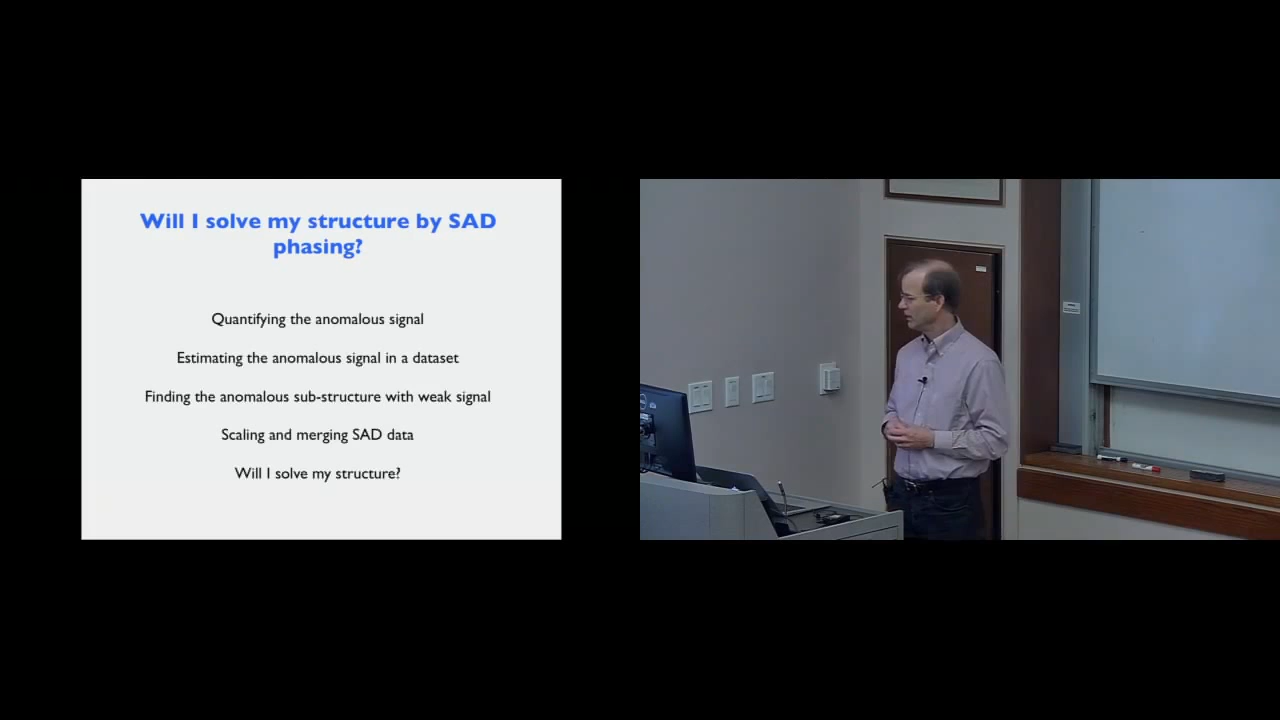 Will I solve my structure by SAD
phasing?
Quantifying the anomalous signal
Estimating the anomalous signal in a dataset
Finding the anomalous sub-structure with weak signal
Scaling and merging SAD data
Will I solve my structure?